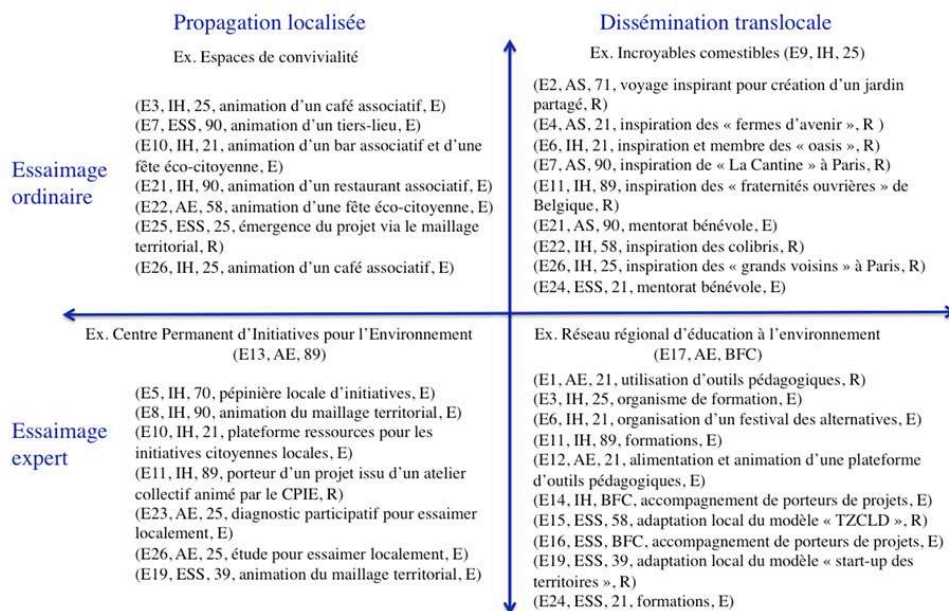 Propagation localisée
Dissémination translocale
Ex. Espaces de convivialité
Ex. Incroyables comestibles (E9, IH, 25)
Essaimage
ordinaire
(E3, IH, 25, animation d'un café associatif, E)
(E7, ESS, 90, animation d'un tiers-lieu, E)
(E10, IH, 21, animation d'un bar associatif et d'une
fête éco-citoyenne, E)
(E21, IH, 90, animation d'un restaurant associatif, E)
(E22, AE, 58, animation d'une fête éco-citoyenne, E)
(E25, ESS, 25, émergence du projet via le maillage
territorial, R)
(E26, IH, 25, animation d'un café associatif, E)
(E2, AS, 71, voyage inspirant pour création d'un jardin
partagé, R)
(E4, AS, 21, inspiration des « fermes d'avenir », R )
(E6, IH, 21, inspiration et membre des « oasis », R)
(E7, AS, 90, inspiration de « La Cantine » à Paris, R)
(E11, IH, 89, inspiration des « fraternités ouvrières » de
Belgique, R)
(E21, AS, 90, mentorat bénévole, E)
(E22, IH, 58, inspiration des colibris, R)
(E26, IH, 25, inspiration des « grands voisins » à Paris, R)
(E24, ESS, 21, mentorat bénévole, E)
Ex. Centre Permanent d'Initiatives pour l'Environnement
(E13, AE, 89)
Ex. Réseau régional d'éducation à l'environnement
(E17, AE, BFC)
Essaimage
expert
(E5, IH, 70, pépinière locale d'initiatives, E)
(E8, IH, 90, animation du maillage territorial, E)
(E10, IH, 21, plateforme ressources pour les
initiatives citoyennes locales, E)
(E11, IH, 89, porteur d'un projet issu d'un atelier
collectif animé par le CPIE, R)
(E23, AE, 25, diagnostic participatif pour essaimer
localement, E)
(E26, AE, 25, étude pour essaimer localement, E)
(E19, ESS, 39, animation du maillage territorial, E)
(E1, AE, 21, utilisation d'outils pédagogiques, R)
(E3, IH, 25, organisme de formation, E)
(E6, IH, 21, organisation d'un festival des alternatives, E)
(E11, IH, 89, formations, E)
(E12, AE, 21, alimentation et animation d'une plateforme
d'outils pédagogiques, E)
(E14, IH, BFC, accompagnement de porteurs de projets, E)
(E15, ESS, 58, adaptation local du modèle « TZCLD », R)
(E16, ESS, BFC, accompagnement de porteurs de projets, E)
(E19, ESS, 39, adaptation local du modèle « start-up des
territoires », R)
(E24, ESS, 21, formations, E)